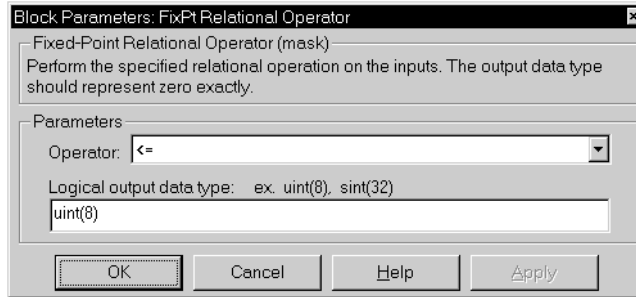 Block Parameters: FixPt Relational Operator
Fixed-Point Relational Operator (mask)
Perform the specified relational operation on the inputs. The output data type
should represent zero exactly.
Parameters
Operator: <=
Logical output data type: ex. uint(8), sint(32)
uint(8)
OK Cancel Help Apply